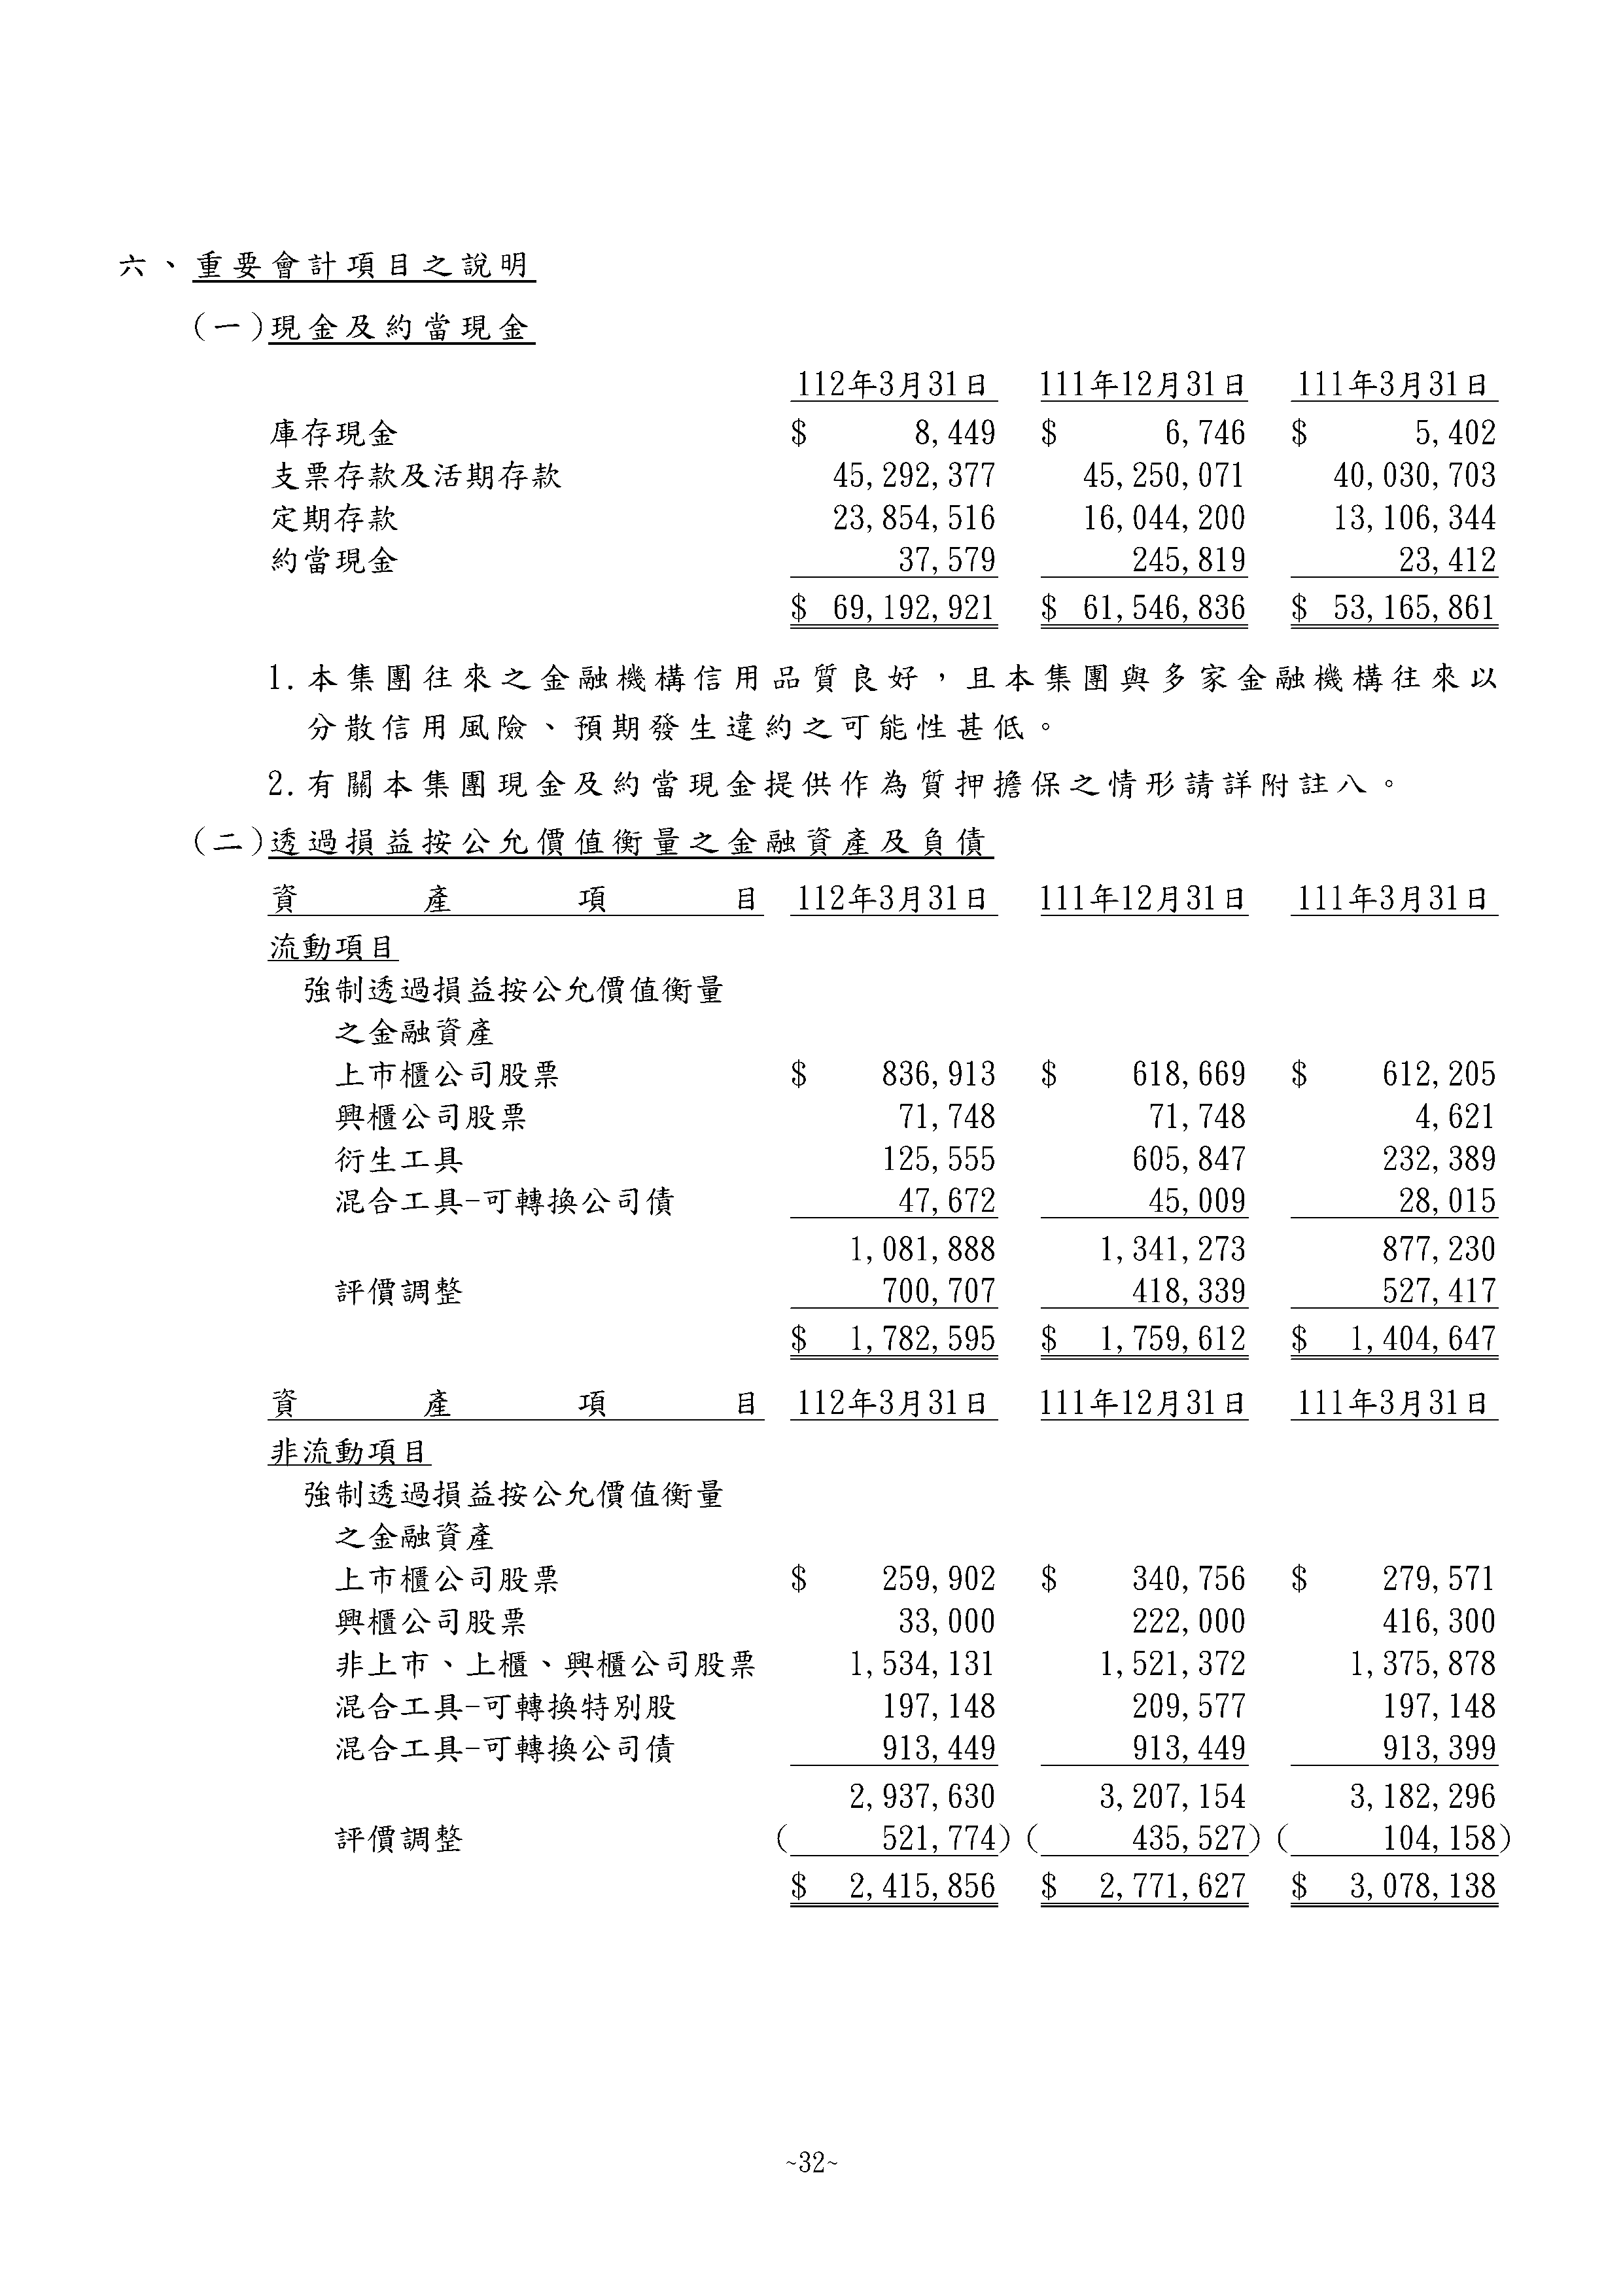 六、重要會計項目之說明
(一)現金及約當現金
112年3月31日 111年12月31日 111年3月31日
庫存現金 $ 8,449 $ 6,746 $ 5,402
支票存款及活期存款 45,292,377 45,250,071 40,030,703
定期存款 23,854,516 16,044,200 13,106,344
約當現金 37,579 245,819 23,412
$ 69,192,921 $ 61,546,836 $ 53,165,861
1.本集團往來之金融機構信用品質良好，且本集團與多家金融機構往來以
分散信用風險、預期發生違約之可能性甚低。
2.有關本集團現金及約當現金提供作為質押擔保之情形請詳附註八。
(二)透過損益按公允價值衡量之金融資產及負債
資產項目 112年3月31日 111年12月31日 111年3月31日
流動項目
強制透過損益按公允價值衡量
之金融資產
上市櫃公司股票 $ 836,913 $ 618,669 $ 612,205
興櫃公司股票 71,748 71,748 4,621
衍生工具 125,555 605,847 232,389
混合工具-可轉換公司債 47,672 45,009 28,015
1,081,888 1,341,273 877,230
評價調整 700,707 418,339 527,417
$ 1,782,595 $ 1,759,612 $ 1,404,647
資產項目 112年3月31日 111年12月31日 111年3月31日
非流動項目
強制透過損益按公允價值衡量
之金融資產
上市櫃公司股票 $ 259,902 $ 340,756 $ 279,571
興櫃公司股票 33,000 222,000 416,300
非上市、上櫃、興櫃公司股票 1,534,131 1,521,372 1,375,878
混合工具-可轉換特別股 197,148 209,577 197,148
混合工具-可轉換公司債 913,449 913,449 913,399
2,937,630 3,207,154 3,182,296
評價調整 ( 521,774) ( 435,527) ( 104,158)
$ 2,415,856 $ 2,771,627 $ 3,078,138
~32~